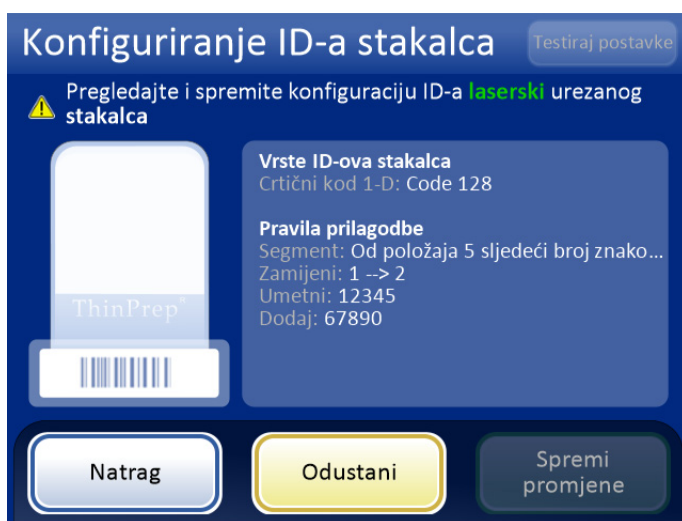 Konfiguriranje ID-a stakalca
Testiraj postavke
Pregledajte i spremite konfiguraciju ID-a laserski urezanog
stakalca
Vrste ID-ova stakalca
Crtični kod 1-D: Code 128
Pravila prilagodbe
Segment: Od položaja 5 sljedeći broj znako...
Zamijeni: 1 --> 2
Umetni: 12345
Dodaj: 67890
ThinPrep®
Natrag
Odustani
Spremi
promjene